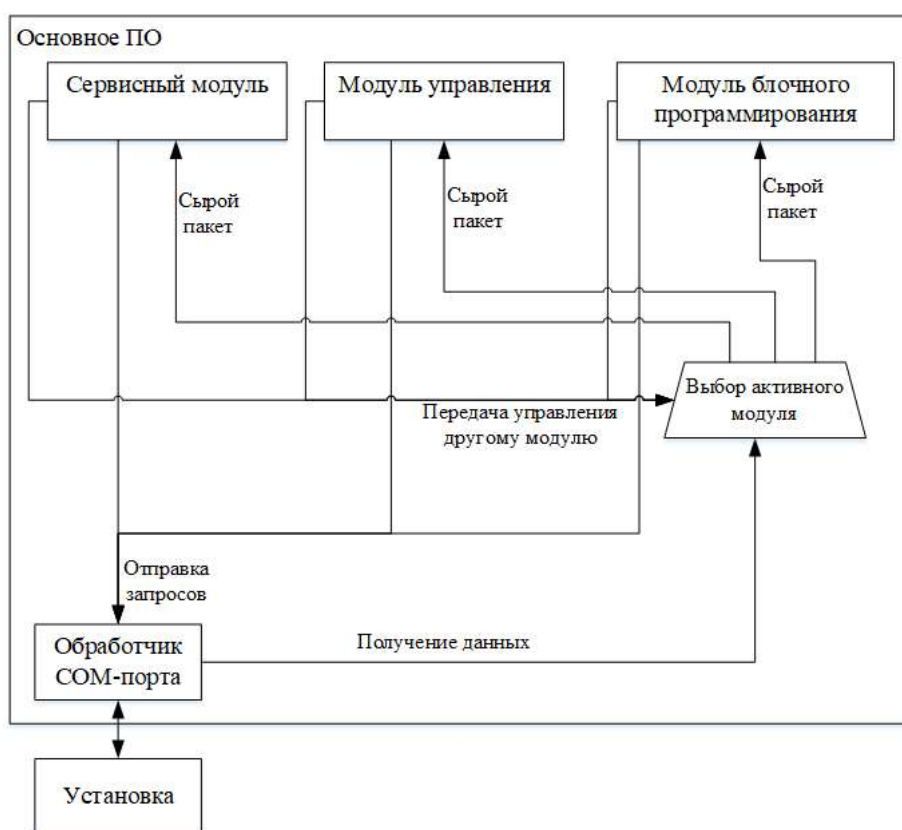 Основное ПО
Сервисный модуль
Модуль управления
Модуль блочного
программирования
Сырой
пакет
Сырой
пакет
Сырой
пакет
Выбор активного
модуля
Передача управления
другому модулю
Отправка
запросов
Обработчик
COM-порта
Получение данных
Установка